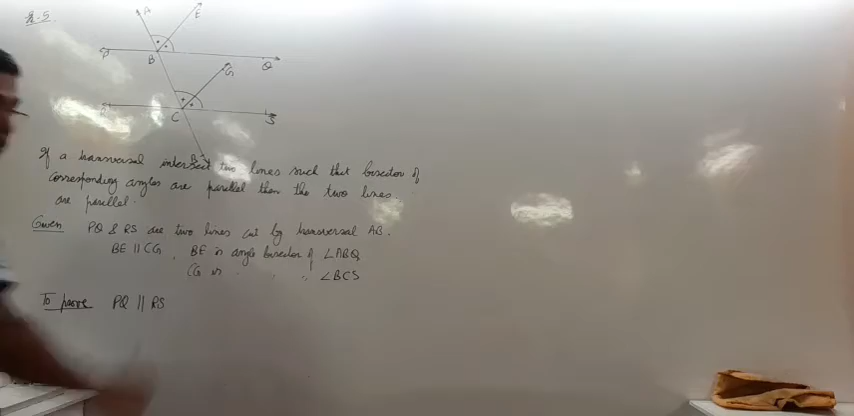 A
E
P
B
Q
G
C
S
If a transversal intersect two lines such that bisector of
corresponding angles are parallel then the two lines.
are parallel.
Given PQ & RS are two lines cut by transversal AB.
BE || CG, BE is angle bisector of ∠ABQ
CG is " " " ∠BCS
To prove PQ || RS